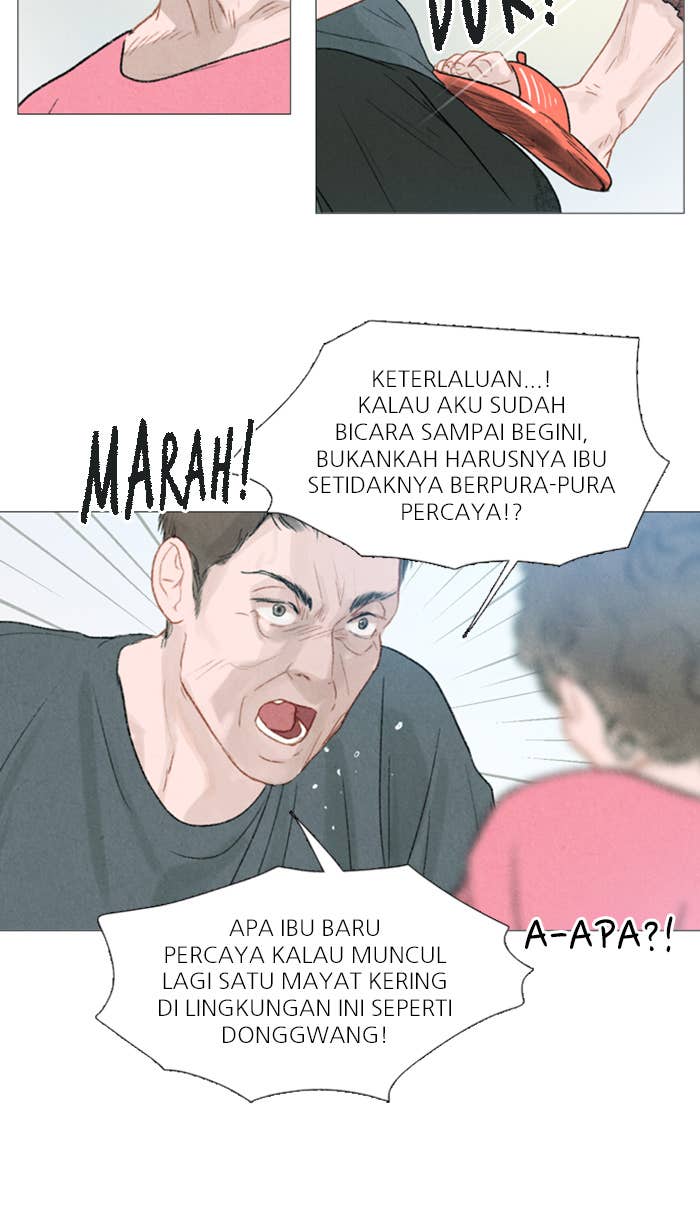 KETERLALUAN...!
KALAU AKU SUDAH
BICARA SAMPAI BEGINI,
BUKANKAH HARUSNYA IBU
SETIDAKNYA BERPURA-PURA
PERCAYA!?
MARAH!
APA IBU BARU
PERCAYA KALAU MUNCUL
LAGI SATU MAYAT KERING
DI LINGKUNGAN INI SEPERTI
DONGGWANG!
A-APA?!